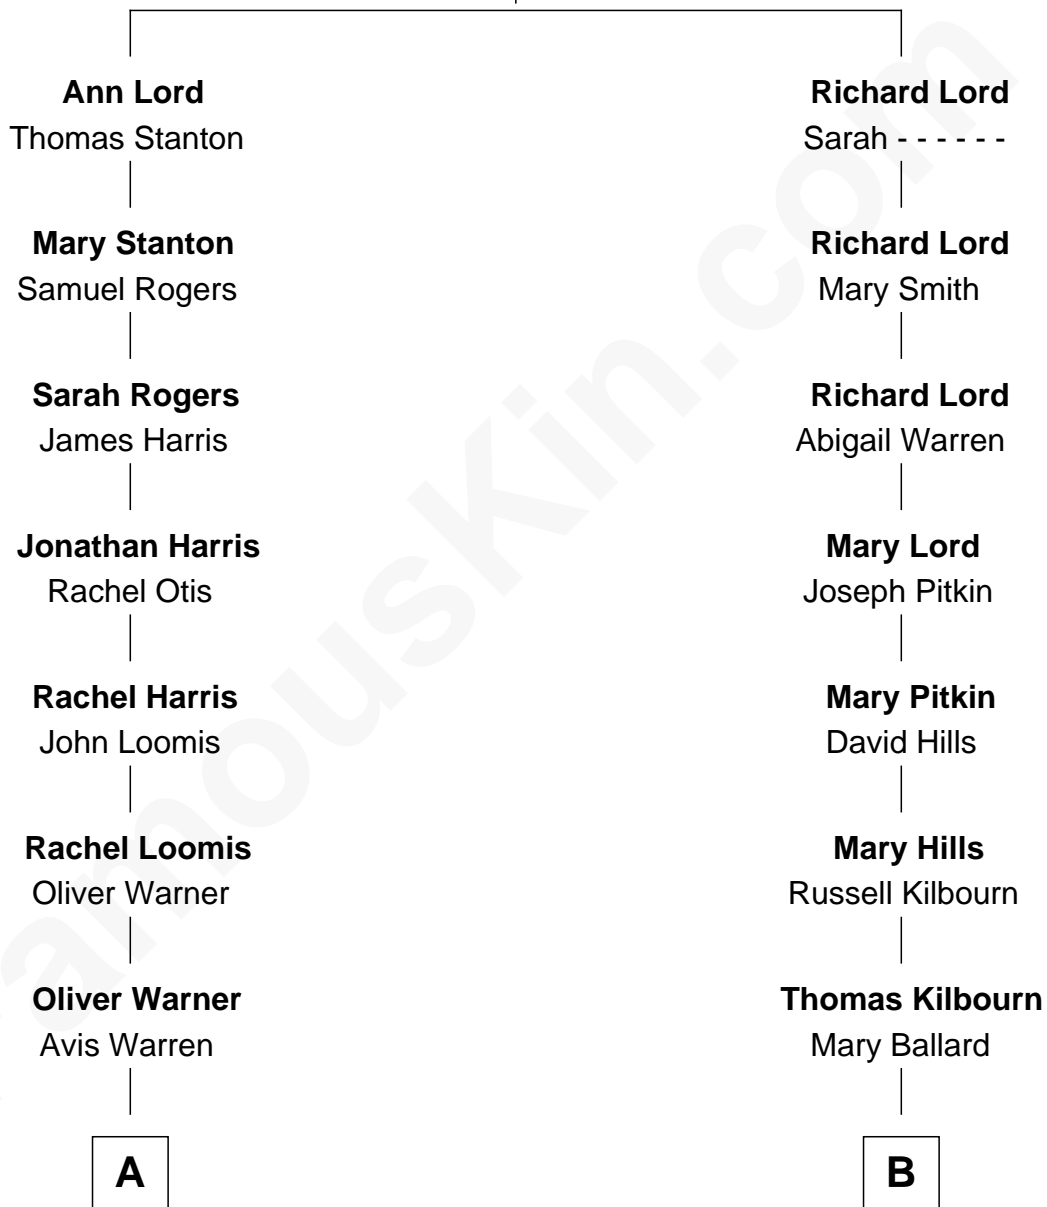 Ann Lord
Thomas Stanton
Mary Stanton
Samuel Rogers
Sarah Rogers
James Harris
Jonathan Harris
Rachel Otis
Rachel Harris
John Loomis
Rachel Loomis
Oliver Warner
Oliver Warner
Avis Warren
A
Richard Lord
Sarah - - - - - -
Richard Lord
Mary Smith
Richard Lord
Abigail Warren
Mary Lord
Joseph Pitkin
Mary Pitkin
David Hills
Mary Hills
Russell Kilbourn
Thomas Kilbourn
Mary Ballard
B
amousKin.com